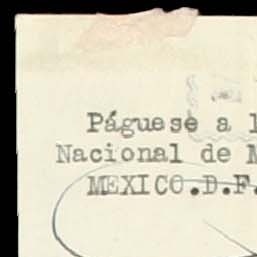 Páguese a l
Nacional de M
MEXICO.D.F.